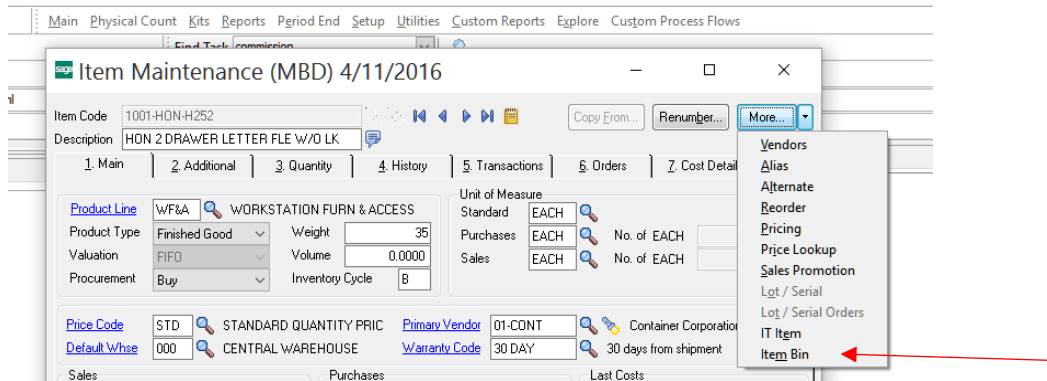 Main Physical Count Kits Reports Period End Setup Utilities Custom Reports Explore Custom Process Flows
Find Task commission
sage Item Maintenance (MBD) 4/11/2016
Item Code 1001-HON-H252 Copy From... Renumber... More...
Description HON 2 DRAWER LETTER FLE W/O LK
1. Main 2. Additional 3. Quantity 4. History 5. Transactions 6. Orders 7. Cost Detail
Vendors
Alias
Alternate
Reorder
Pricing
Price Lookup
Sales Promotion
Lot / Serial
Lot / Serial Orders
IT Item
Item Bin
Product Line WF&A WORKSTATION FURN & ACCESS
Product Type Finished Good Weight 35
Valuation FIFO Volume 0.0000
Procurement Buy Inventory Cycle B
Unit of Measure
Standard EACH
Purchases EACH No. of EACH
Sales EACH No. of EACH
Price Code STD STANDARD QUANTITY PRIC Primary Vendor 01-CONT Container Corporation
Default Whse 000 CENTRAL WAREHOUSE Warranty Code 30 DAY 30 days from shipment
Sales Purchases Last Costs